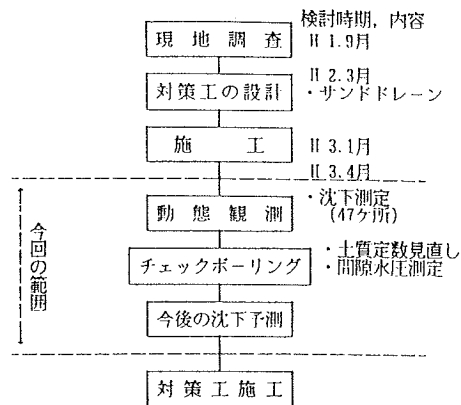 検討時期, 内容
現地調査
H 1.9月
H 2.3月
対策工の設計
・サンドドレーン
施工
H 3.1月
H 3.4月
動態観測
・沈下測定
(47ケ所)
チェックボーリング
・土質定数見直し
・間隙水圧測定
今後の沈下予測
今回の範囲
対策工施工